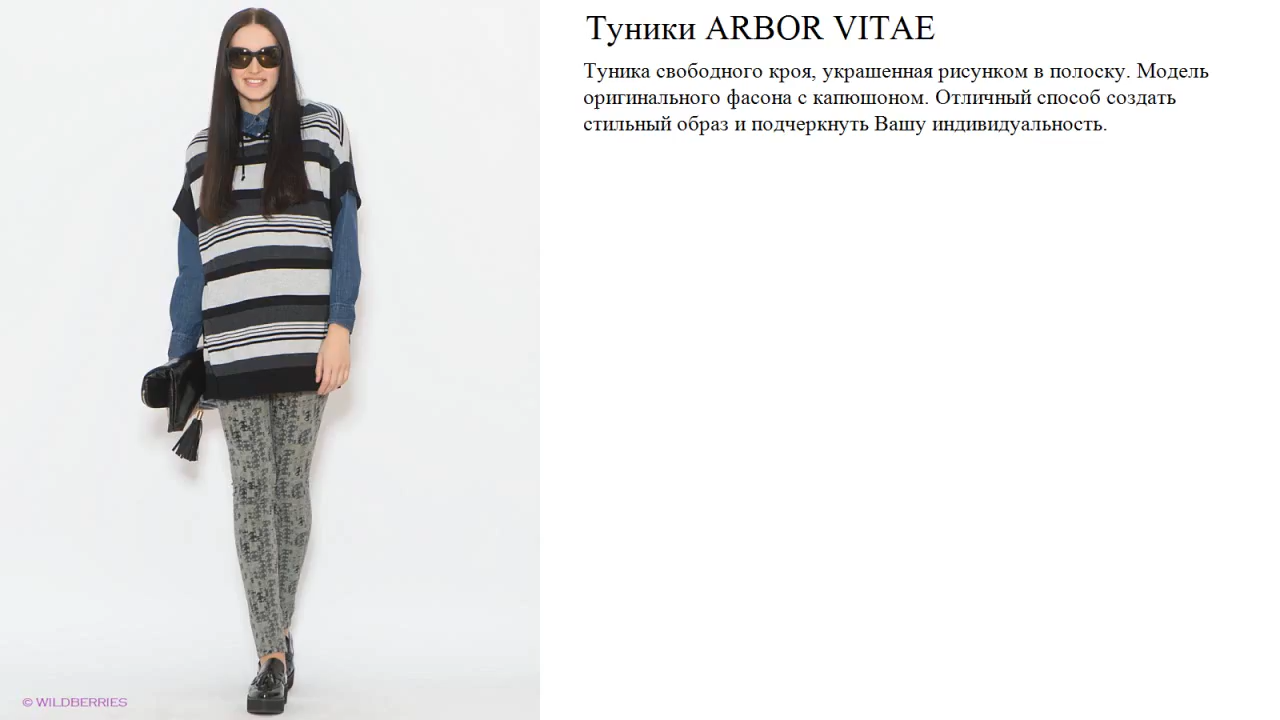 Туники ARBOR VITAE
Туника свободного кроя, украшенная рисунком в полоску. Модель
оригинального фасона с капюшоном. Отличный способ создать
стильный образ и подчеркнуть Вашу индивидуальность.
© WILDBERRIES